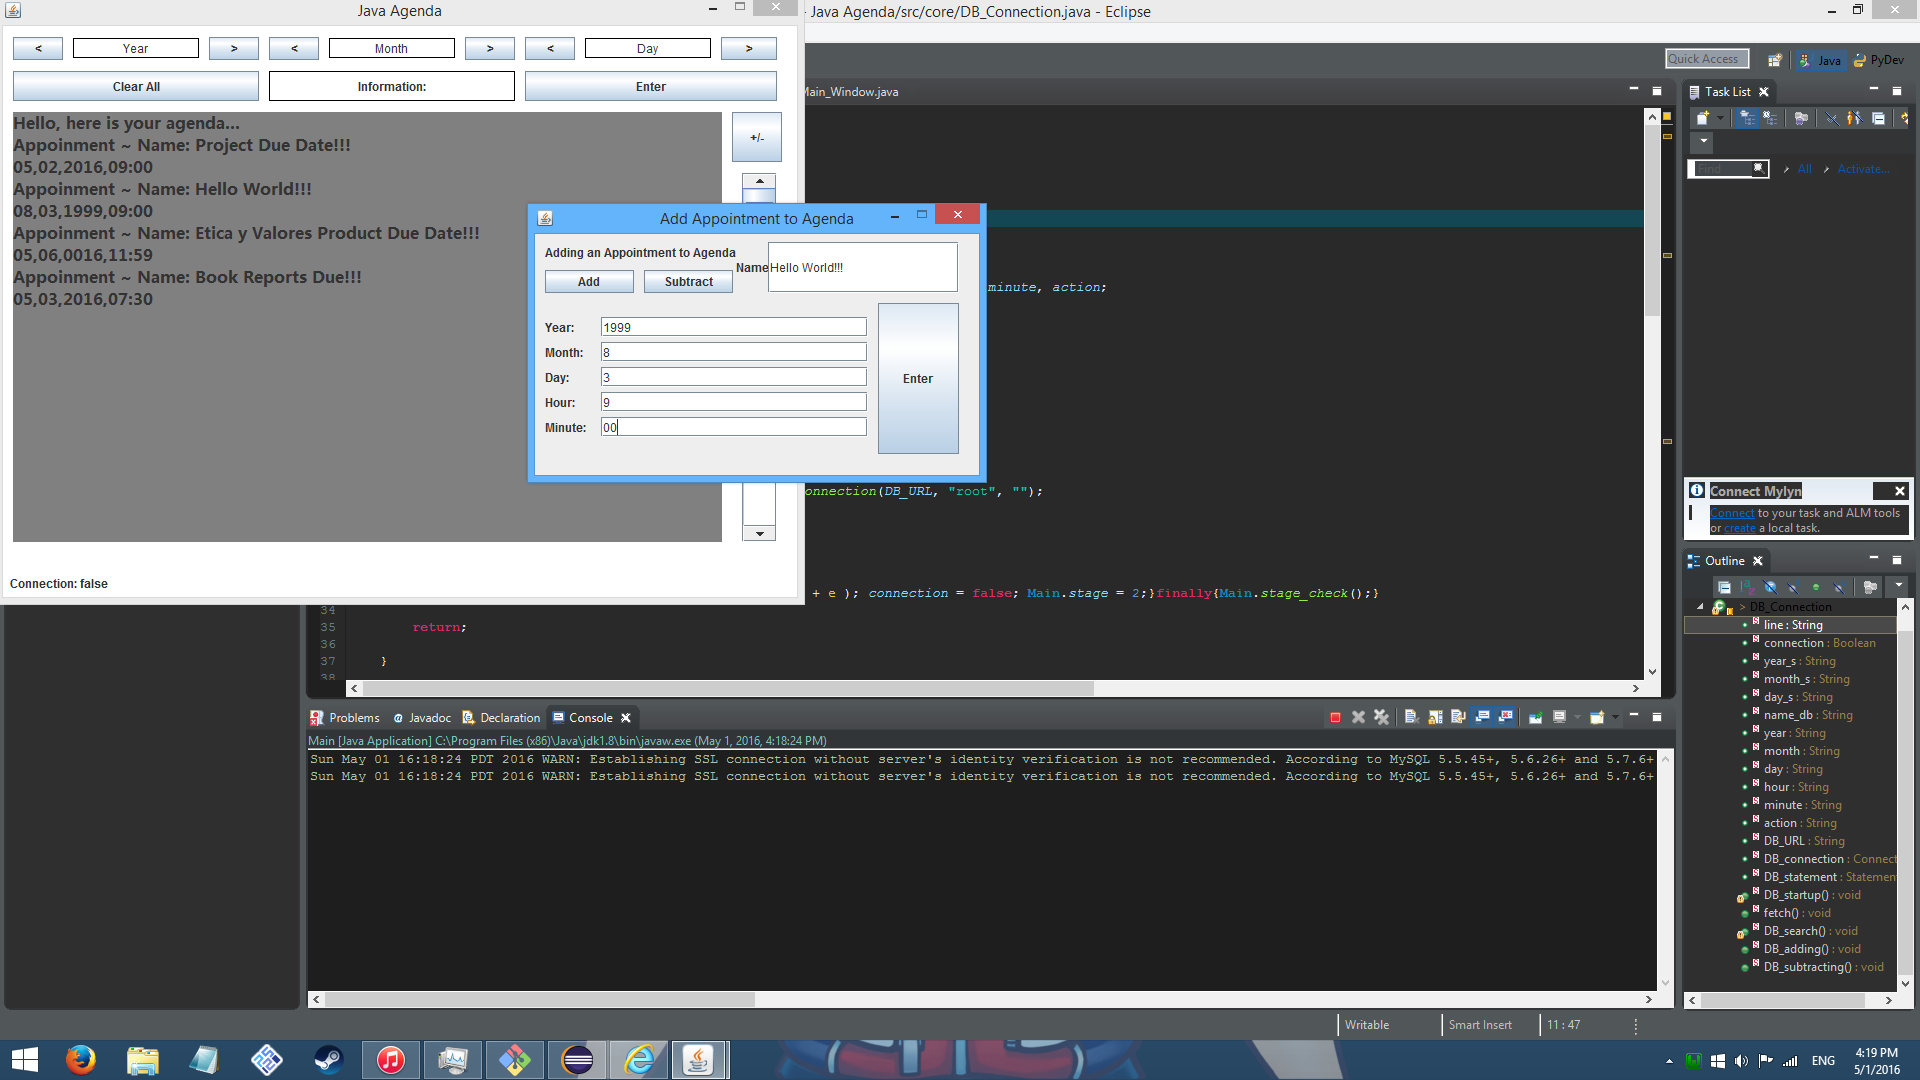 Java Agenda
< Year > < Month > < Day >
Clear All Information: Enter
Hello, here is your agenda...
Appoinment ~ Name: Project Due Date!!!
05,02,2016,09:00
Appoinment ~ Name: Hello World!!!
08,03,1999,09:00
Appoinment ~ Name: Etica y Valores Product Due Date!!!
05,06,0016,11:59
Appoinment ~ Name: Book Reports Due!!!
05,03,2016,07:30
+/-
Connection: false
Add Appointment to Agenda
Adding an Appointment to Agenda
Add Subtract
Name Hello World!!!
Year: 1999
Month: 8
Day: 3
Hour: 9
Minute: 00
Enter
- Java Agenda/src/core/DB_Connection.java - Eclipse
Quick Access
Java PyDev
Main_Window.java
minute, action;
onnection(DB_URL, "root", "");
+ e ); connection = false; Main.stage = 2;}finally{Main.stage_check();}
34
35 return;
36
37 }
38
Task List
Find All Activate...
Connect Mylyn
Connect to your task and ALM tools
or create a local task.
Outline
> DB_Connection
line : String
connection : Boolean
year_s : String
month_s : String
day_s : String
name_db : String
year : String
month : String
day : String
hour : String
minute : String
action : String
DB_URL : String
DB_connection : Connect
DB_statement : Statemen
DB_startup() : void
fetch() : void
DB_search() : void
DB_adding() : void
DB_subtracting() : void
Problems Javadoc Declaration Console
Main [Java Application] C:\Program Files (x86)\Java\jdk1.8\bin\javaw.exe (May 1, 2016, 4:18:24 PM)
Sun May 01 16:18:24 PDT 2016 WARN: Establishing SSL connection without server's identity verification is not recommended. According to MySQL 5.5.45+, 5.6.26+ and 5.7.6+
Sun May 01 16:18:24 PDT 2016 WARN: Establishing SSL connection without server's identity verification is not recommended. According to MySQL 5.5.45+, 5.6.26+ and 5.7.6+
Writable Smart Insert 11 : 47
ENG
4:19 PM
5/1/2016